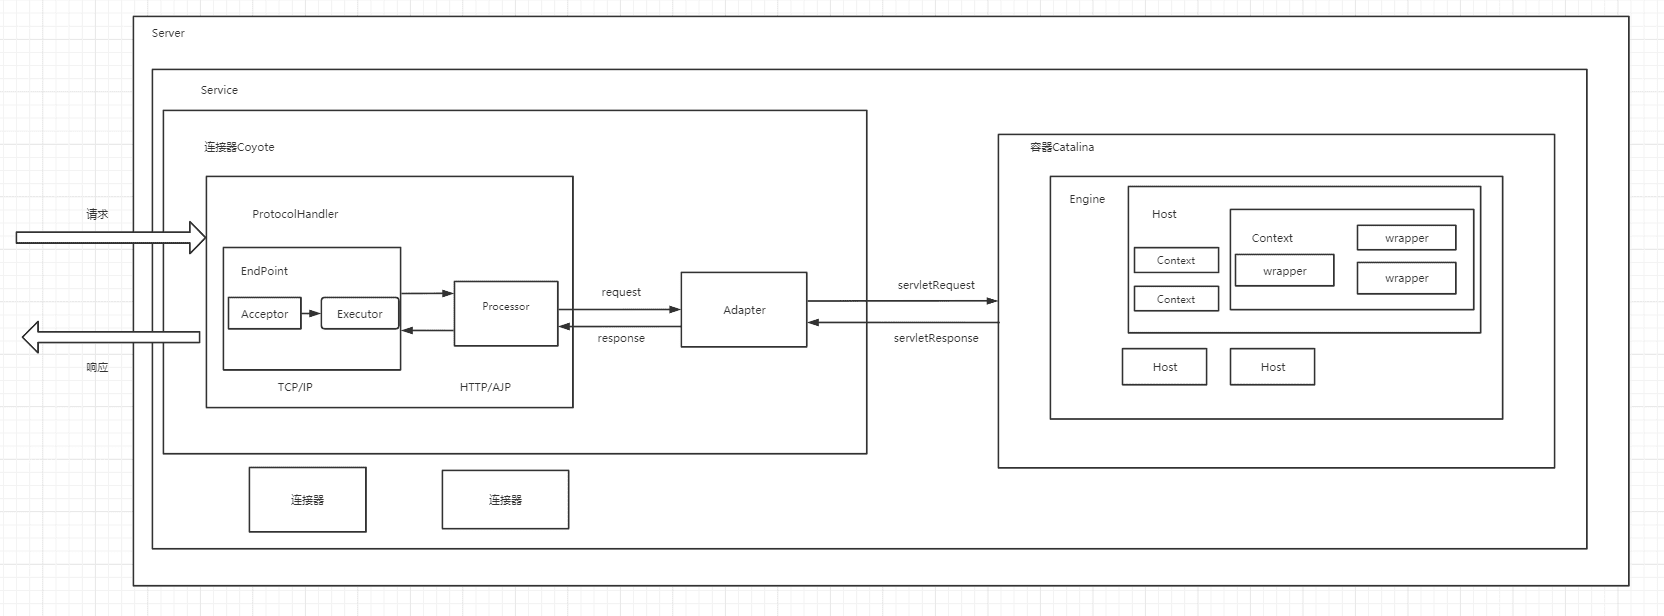 Server
Service
连接器Coyote
请求
ProtocolHandler
EndPoint
Acceptor
Executor
Processor
TCP/IP
HTTP/AJP
响应
request
response
Adapter
servletRequest
servletResponse
容器Catalina
Engine
Host
Context
Context
Context
wrapper
wrapper
wrapper
Host
Host
连接器
连接器